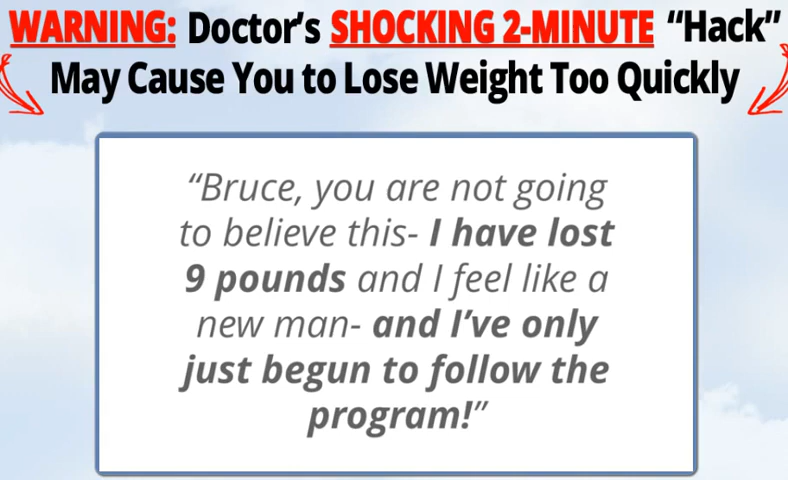 WARNING: Doctor's SHOCKING 2-MINUTE “Hack”
May Cause You to Lose Weight Too Quickly
“Bruce, you are not going
to believe this- I have lost
9 pounds and I feel like a
new man- and I’ve only
just begun to follow the
program!”